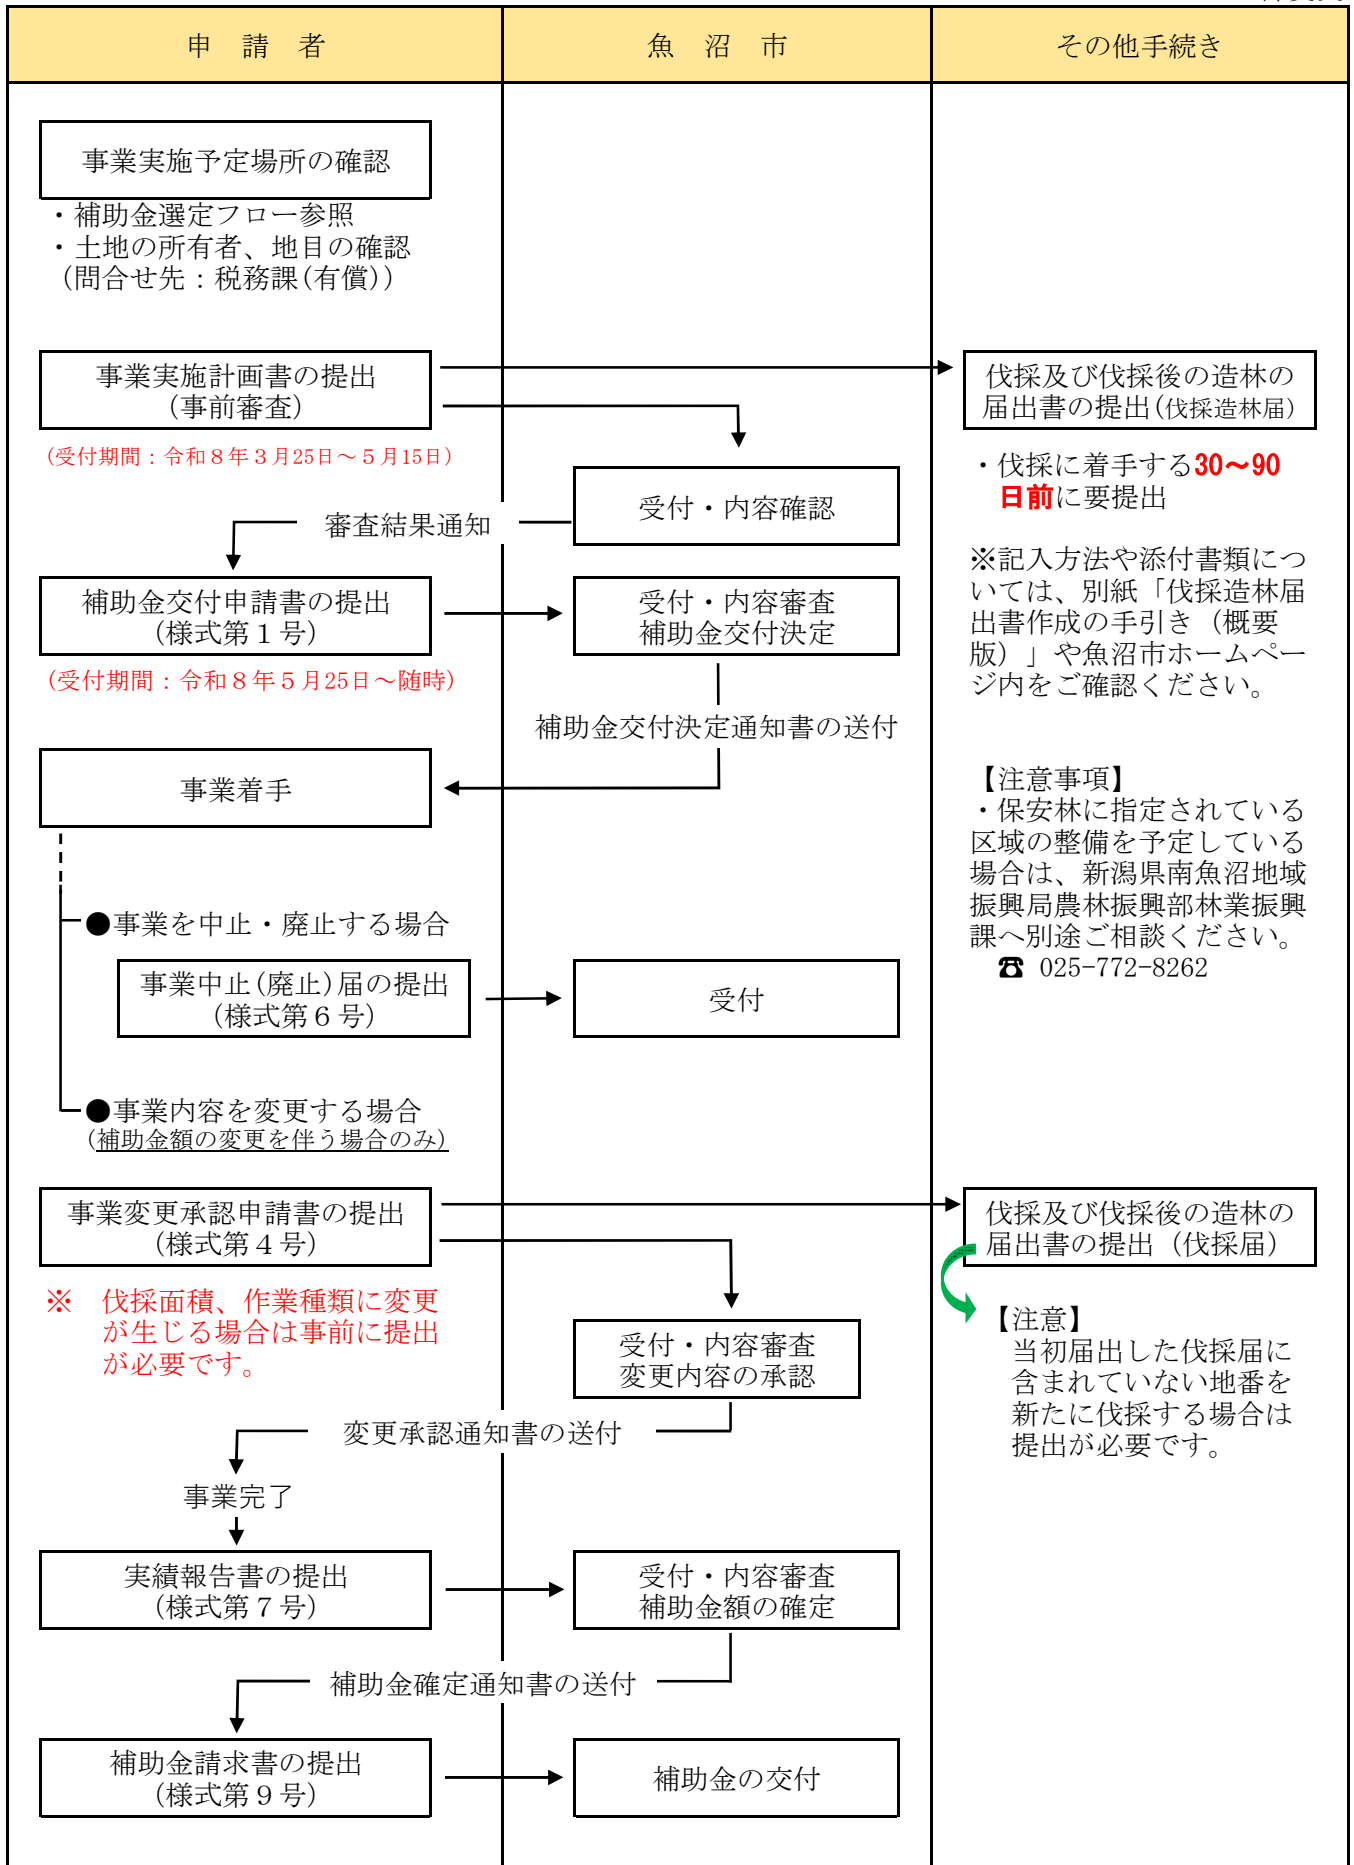 申　請　者
魚　沼　市
その他手続き
事業実施予定場所の確認
・補助金選定フロー参照
・土地の所有者、地目の確認
(問合せ先：税務課(有償))
事業実施計画書の提出
(事前審査)
伐採及び伐採後の造林の
届出書の提出(伐採造林届)
(受付期間：令和８年３月25日～５月15日)
・伐採に着手する30～90
日前に要提出
受付・内容確認
審査結果通知
※記入方法や添付書類につ
いては、別紙「伐採造林届
出書作成の手引き（概要
版）」や魚沼市ホームペー
ジ内をご確認ください。
補助金交付申請書の提出
(様式第１号)
受付・内容審査
補助金交付決定
(受付期間：令和８年５月25日～随時)
補助金交付決定通知書の送付
事業着手
【注意事項】
・保安林に指定されている
区域の整備を予定している
場合は、新潟県南魚沼地域
振興局農林振興部林業振興
課へ別途ご相談ください。
☎ 025-772-8262
●事業を中止・廃止する場合
事業中止(廃止)届の提出
(様式第６号)
受付
●事業内容を変更する場合
(補助金額の変更を伴う場合のみ)
事業変更承認申請書の提出
(様式第４号)
伐採及び伐採後の造林の
届出書の提出（伐採届）
※　伐採面積、作業種類に変更
が生じる場合は事前に提出
が必要です。
【注意】
当初届出した伐採届に
含まれていない地番を
新たに伐採する場合は
提出が必要です。
受付・内容審査
変更内容の承認
変更承認通知書の送付
事業完了
実績報告書の提出
(様式第７号)
受付・内容審査
補助金額の確定
補助金確定通知書の送付
補助金請求書の提出
(様式第９号)
補助金の交付